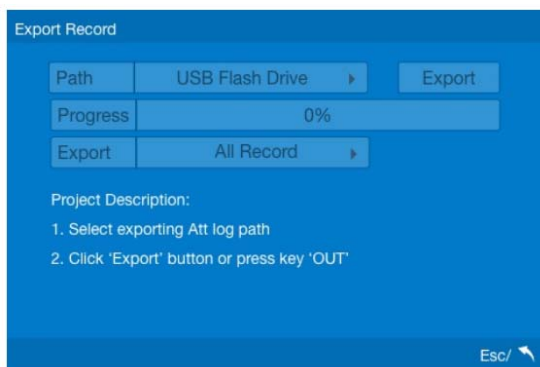 Export Record
Path USB Flash Drive Export
Progress 0%
Export All Record
Project Description:
1. Select exporting Att log path
2. Click ‘Export’ button or press key ‘OUT’
Esc/